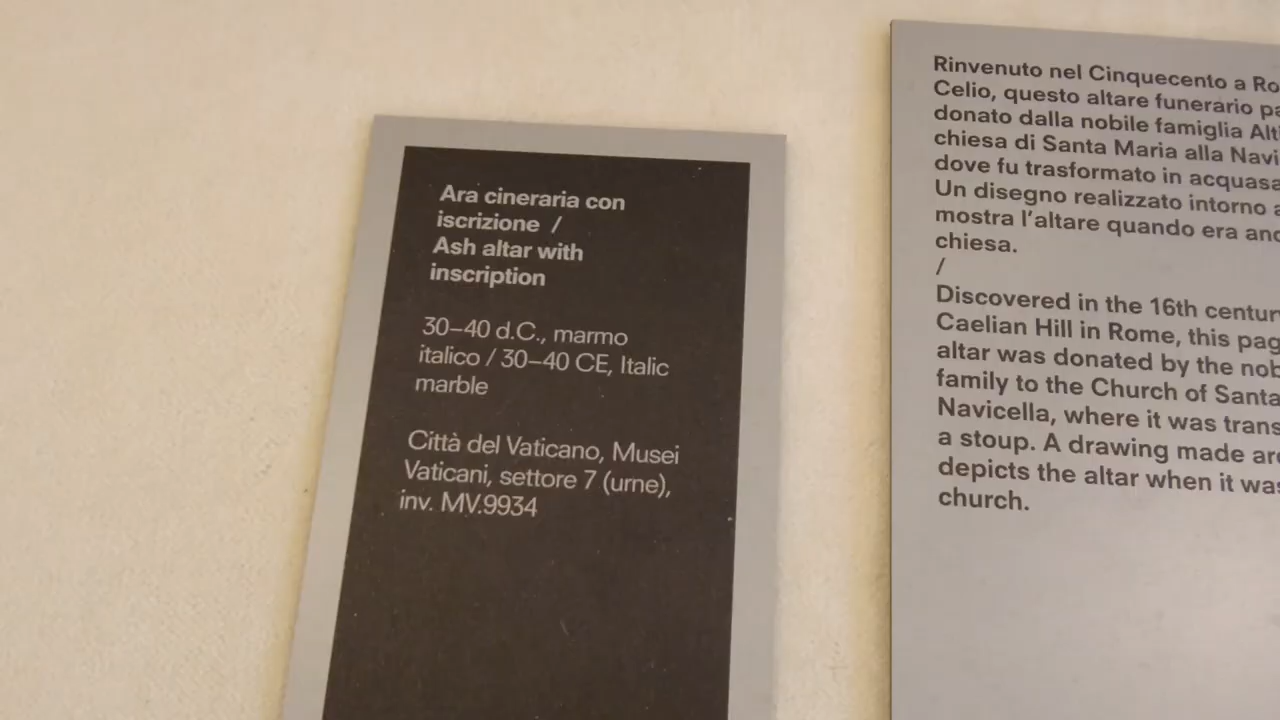 Ara cineraria con
iscrizione /
Ash altar with
inscription
30–40 d.C., marmo
italico / 30–40 CE, Italic
marble
Città del Vaticano, Musei
Vaticani, settore 7 (urne),
inv. MV.9934
Rinvenuto nel Cinquecento a
Celio, questo altare funerario
donato dalla nobile famiglia
chiesa di Santa Maria alla
dove fu trasformato in
Un disegno realizzato intorno
mostra l'altare quando era
chiesa.
/
Discovered in the 16th
Caelian Hill in Rome, this
altar was donated by the
family to the Church of Santa
Navicella, where it was
a stoup. A drawing made
depicts the altar when it
church.